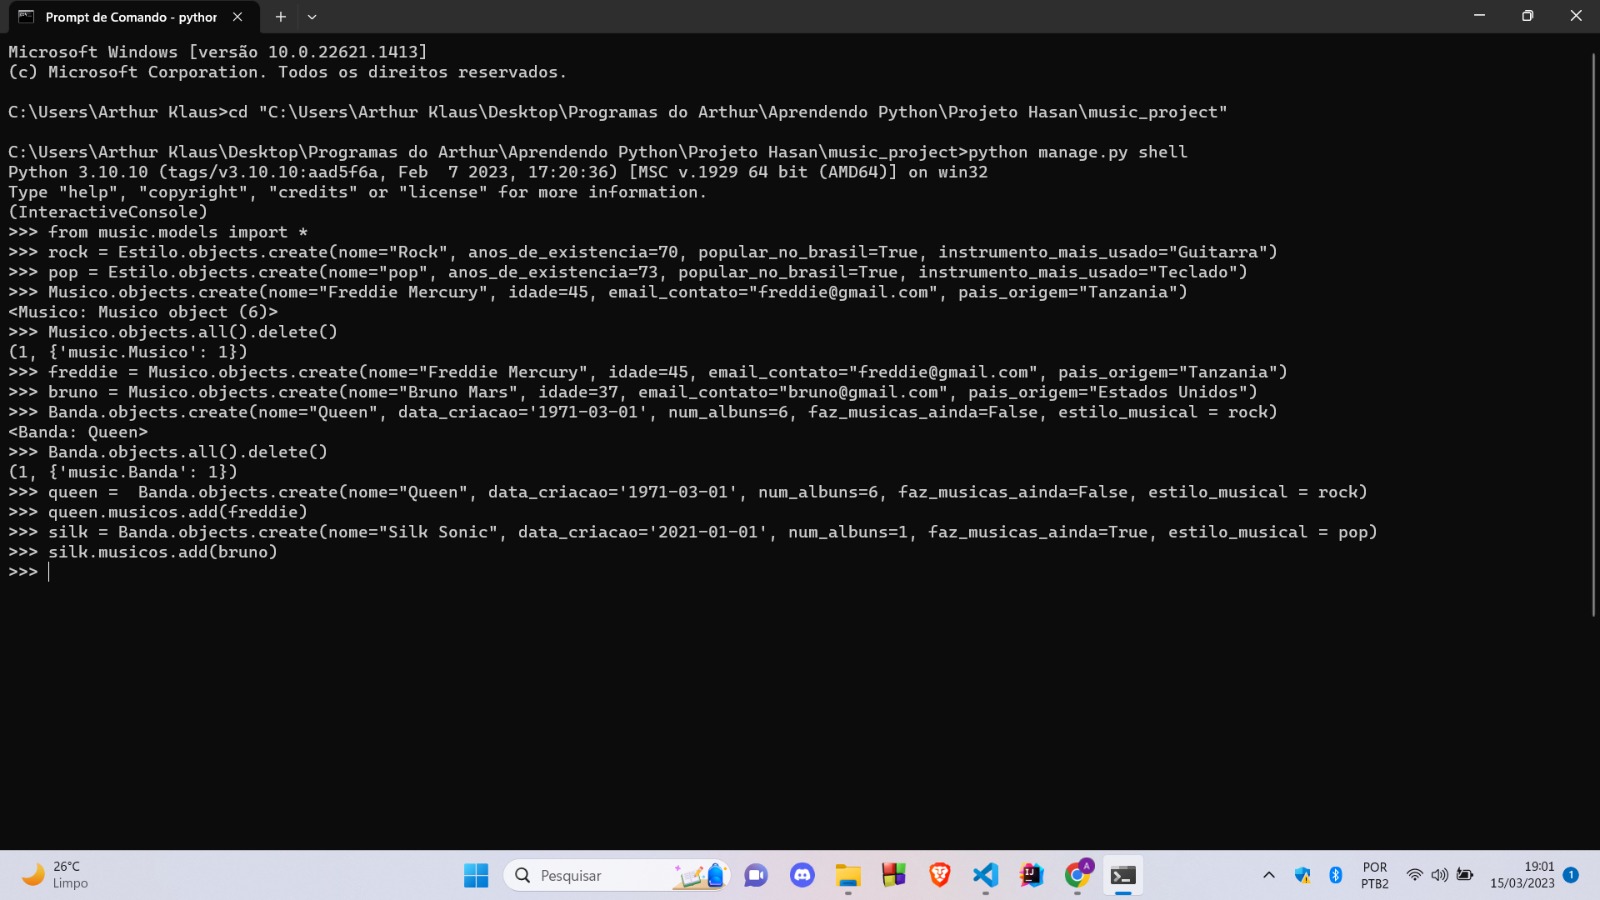 Prompt de Comando - pythor
Microsoft Windows [versão 10.0.22621.1413]
(c) Microsoft Corporation. Todos os direitos reservados.
C:\Users\Arthur Klaus>cd "C:\Users\Arthur Klaus\Desktop\Programas do Arthur\Aprendendo Python\Projeto Hasan\music_project"
C:\Users\Arthur Klaus\Desktop\Programas do Arthur\Aprendendo Python\Projeto Hasan\music_project>python manage.py shell
Python 3.10.10 (tags/v3.10.10:aad5f6a, Feb  7 2023, 17:20:36) [MSC v.1929 64 bit (AMD64)] on win32
Type "help", "copyright", "credits" or "license" for more information.
(InteractiveConsole)
>>> from music.models import *
>>> rock = Estilo.objects.create(nome="Rock", anos_de_existencia=70, popular_no_brasil=True, instrumento_mais_usado="Guitarra")
>>> pop = Estilo.objects.create(nome="pop", anos_de_existencia=73, popular_no_brasil=True, instrumento_mais_usado="Teclado")
>>> Musico.objects.create(nome="Freddie Mercury", idade=45, email_contato="freddie@gmail.com", pais_origem="Tanzania")
<Musico: Musico object (6)>
>>> Musico.objects.all().delete()
(1, {'music.Musico': 1})
>>> freddie = Musico.objects.create(nome="Freddie Mercury", idade=45, email_contato="freddie@gmail.com", pais_origem="Tanzania")
>>> bruno = Musico.objects.create(nome="Bruno Mars", idade=37, email_contato="bruno@gmail.com", pais_origem="Estados Unidos")
>>> Banda.objects.create(nome="Queen", data_criacao='1971-03-01', num_albuns=6, faz_musicas_ainda=False, estilo_musical = rock)
<Banda: Queen>
>>> Banda.objects.all().delete()
(1, {'music.Banda': 1})
>>> queen =  Banda.objects.create(nome="Queen", data_criacao='1971-03-01', num_albuns=6, faz_musicas_ainda=False, estilo_musical = rock)
>>> queen.musicos.add(freddie)
>>> silk = Banda.objects.create(nome="Silk Sonic", data_criacao='2021-01-01', num_albuns=1, faz_musicas_ainda=True, estilo_musical = pop)
>>> silk.musicos.add(bruno)
>>>
26°C
Limpo
Pesquisar
A
POR
PTB2
19:01
15/03/2023
1